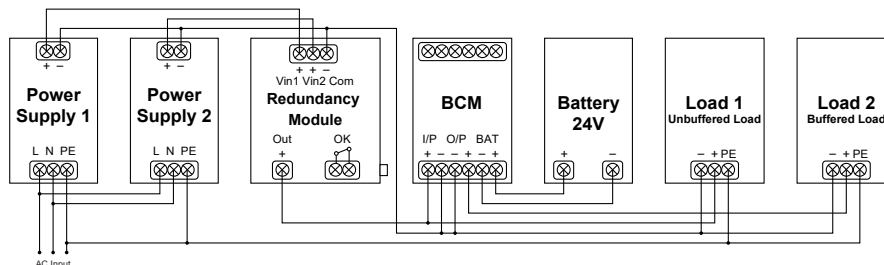 + −
Power
Supply 1
L N PE
AC Input
+ −
Power
Supply 2
L N PE
+ + −
Vin1 Vin2 Com
Redundancy
Module
Out OK
+
BCM
I/P O/P BAT
+ − − + − +
Battery
24V
+ −
Load 1
Unbuffered Load
− + PE
Load 2
Buffered Load
− + PE